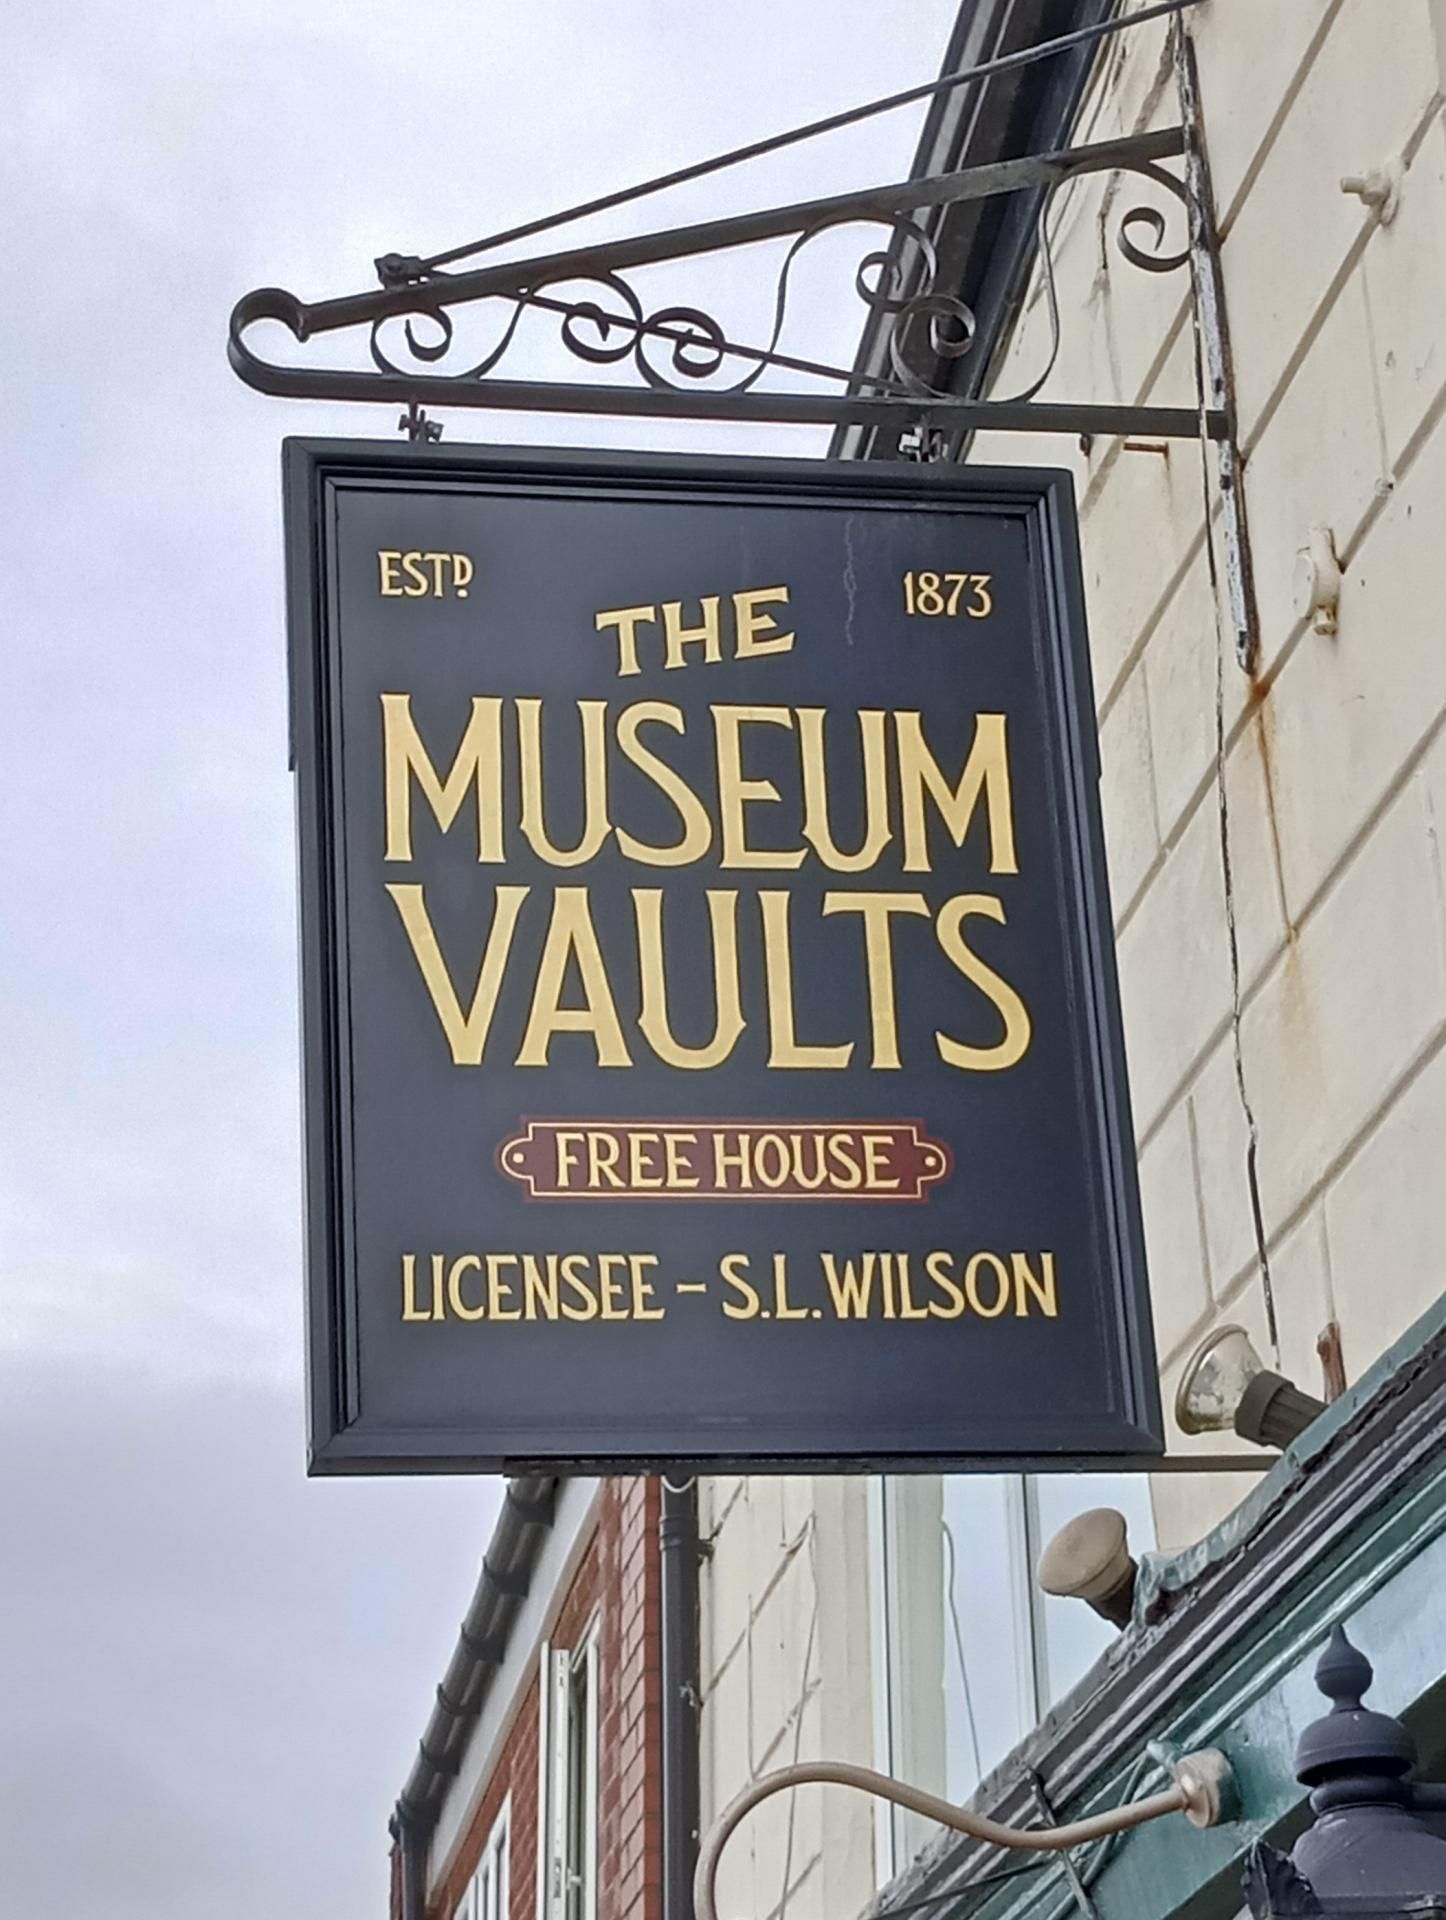 ESTD 1873
THE
MUSEUM
VAULTS
FREE HOUSE
LICENSEE - S.L. WILSON